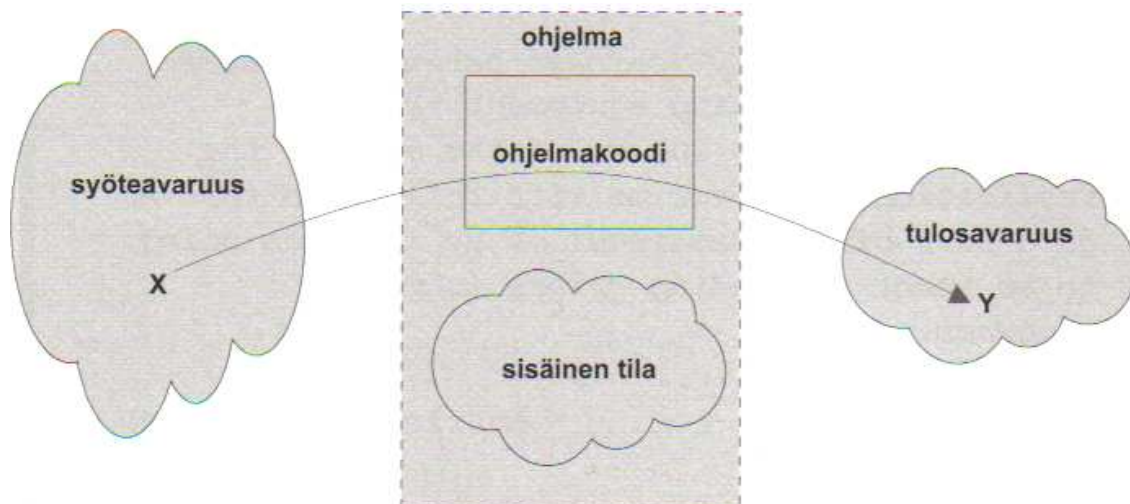 ohjelma
ohjelmakoodi
syöteavaruus
X
tulosavaruus
Y
sisäinen tila